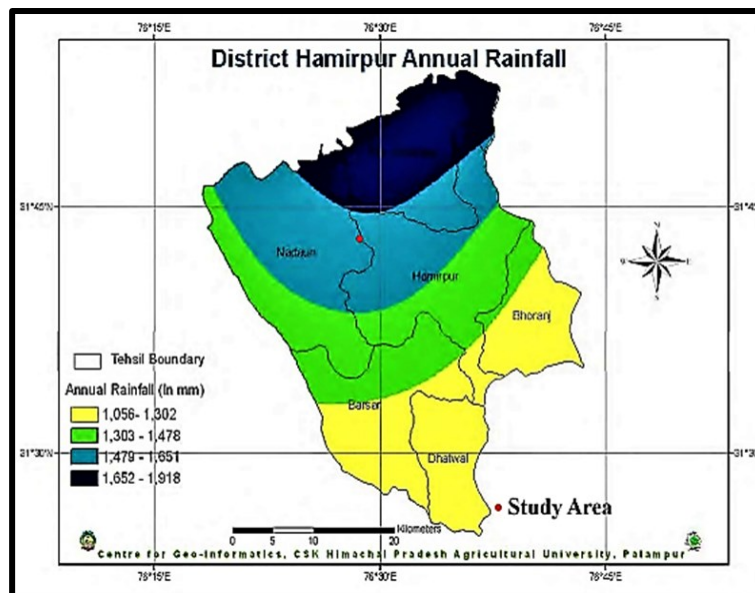 76°15'E 76°30'E 76°45'E
District Hamirpur Annual Rainfall
31°45'N 31°45'N
Nadaun
Hamirpur
Bhoranj
Tehsil Boundary
Annual Rainfall (In mm)
1,056- 1,302
1,303 - 1,478
1,479 - 1,651
1,652 - 1,918
Barsar
31°30'N 31°30'N
Dhatwal
Study Area
Kilometers
0 5 10 20
Centre for Geo-Informatics, CSK Himachal Pradesh Agricultural University, Palampur
76°15'E 76°30'E 76°45'E